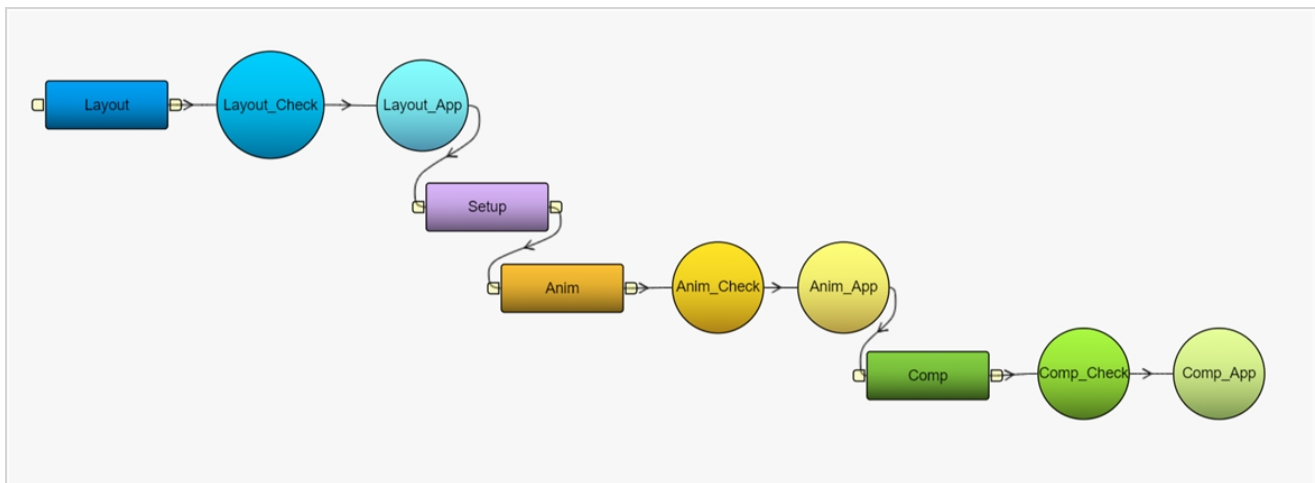 Layout
Layout_Check
Layout_App
Setup
Anim
Anim_Check
Anim_App
Comp
Comp_Check
Comp_App